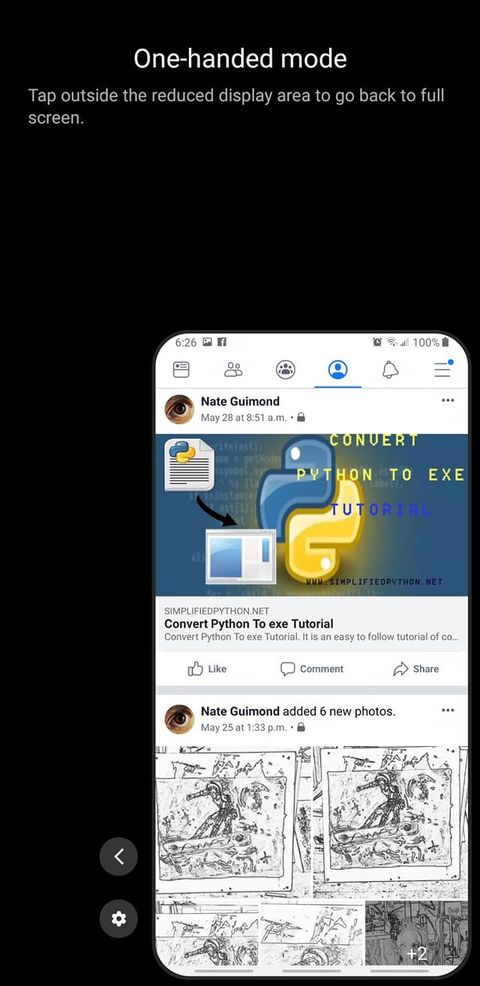 One-handed mode
Tap outside the reduced display area to go back to full
screen.
6:26
100%
Nate Guimond
May 28 at 8:51 a.m.
CONVERT
PYTHON TO EXE
TUTORIAL
WWW.SIMPLIFIEDPYTHON.NET
SIMPLIFIEDPYTHON.NET
Convert Python To exe Tutorial
Convert Python To exe Tutorial. It is an easy to follow tutorial of co...
Like
Comment
Share
Nate Guimond added 6 new photos.
May 25 at 1:33 p.m.
+2